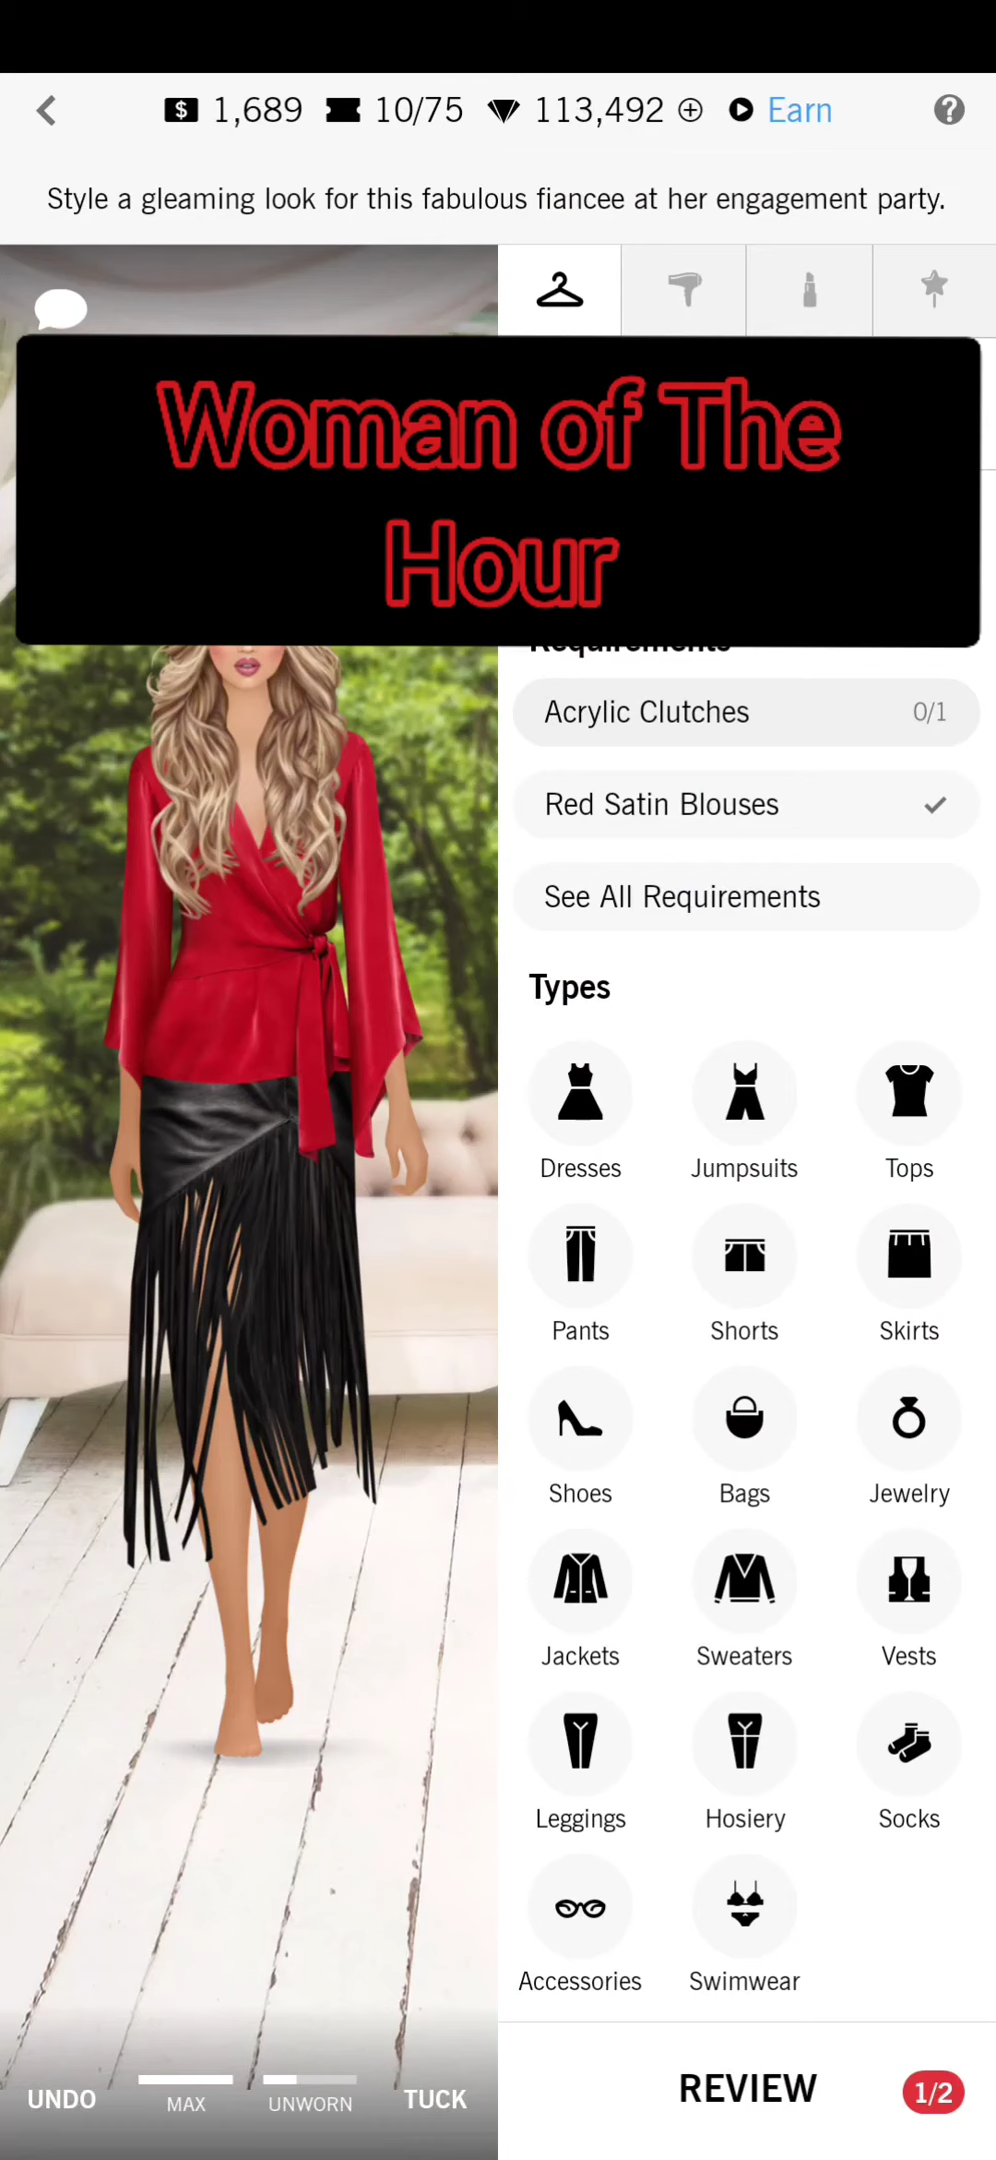 $ 1,689 10/75 113,492 Earn ?
Style a gleaming look for this fabulous fiancee at her engagement party.
Woman of The
Hour
Requirements
Acrylic Clutches 0/1
Red Satin Blouses
See All Requirements
Types
Dresses Jumpsuits Tops
Pants Shorts Skirts
Shoes Bags Jewelry
Jackets Sweaters Vests
Leggings Hosiery Socks
Accessories Swimwear
UNDO MAX UNWORN TUCK REVIEW 1/2